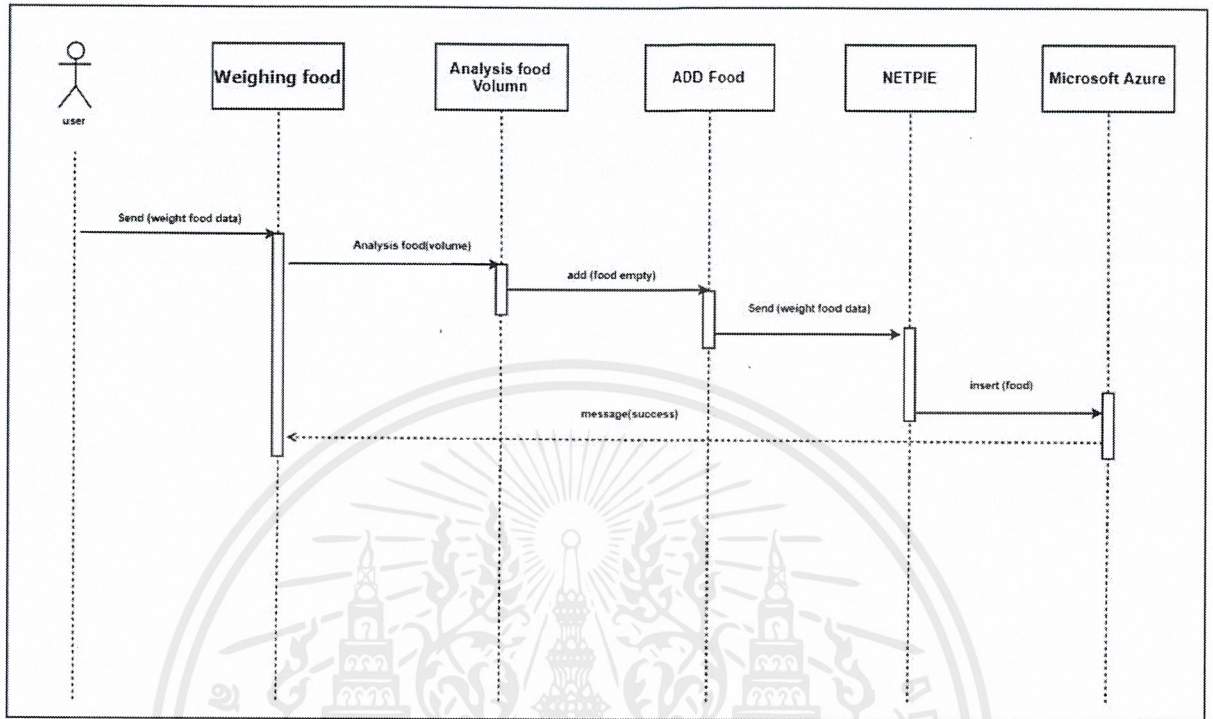 Weighing food
Analysis food
Volumn
ADD Food
NETPIE
Microsoft Azure
user
Send (weight food data)
Analysis food(volume)
add (food empty)
Send (weight food data)
insert (food)
message(success)